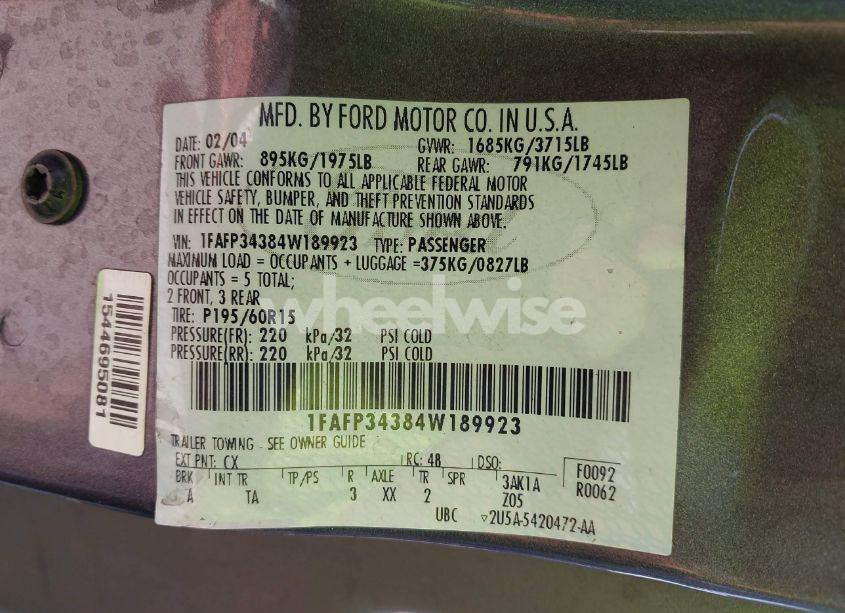 MFD. BY FORD MOTOR CO. IN U.S.A.
DATE: 02/04 GVWR: 1685KG/3715LB
FRONT GAWR: 895KG/1975LB REAR GAWR: 791KG/1745LB
THIS VEHICLE CONFORMS TO ALL APPLICABLE FEDERAL MOTOR
VEHICLE SAFETY, BUMPER, AND THEFT PREVENTION STANDARDS
IN EFFECT ON THE DATE OF MANUFACTURE SHOWN ABOVE.
VIN: 1FAFP34384W189923 TYPE: PASSENGER
MAXIMUM LOAD = OCCUPANTS + LUGGAGE =375KG/0827LB
OCCUPANTS = 5 TOTAL;
2 FRONT, 3 REAR
TIRE: P195/60R15
PRESSURE(FR): 220 kPa/32 PSI COLD
PRESSURE(RR): 220 kPa/32 PSI COLD
wheelwise
1FAFP34384W189923
TRAILER TOWING - SEE OWNER GUIDE
EXT PNT: CX RC: 48 DSO: F0092
BRK INT TR TP/PS R AXLE TR SPR 3AK1A R0062
A TA 3 XX 2 Z05
UBC ▽2U5A-5420472-AA
1544695081